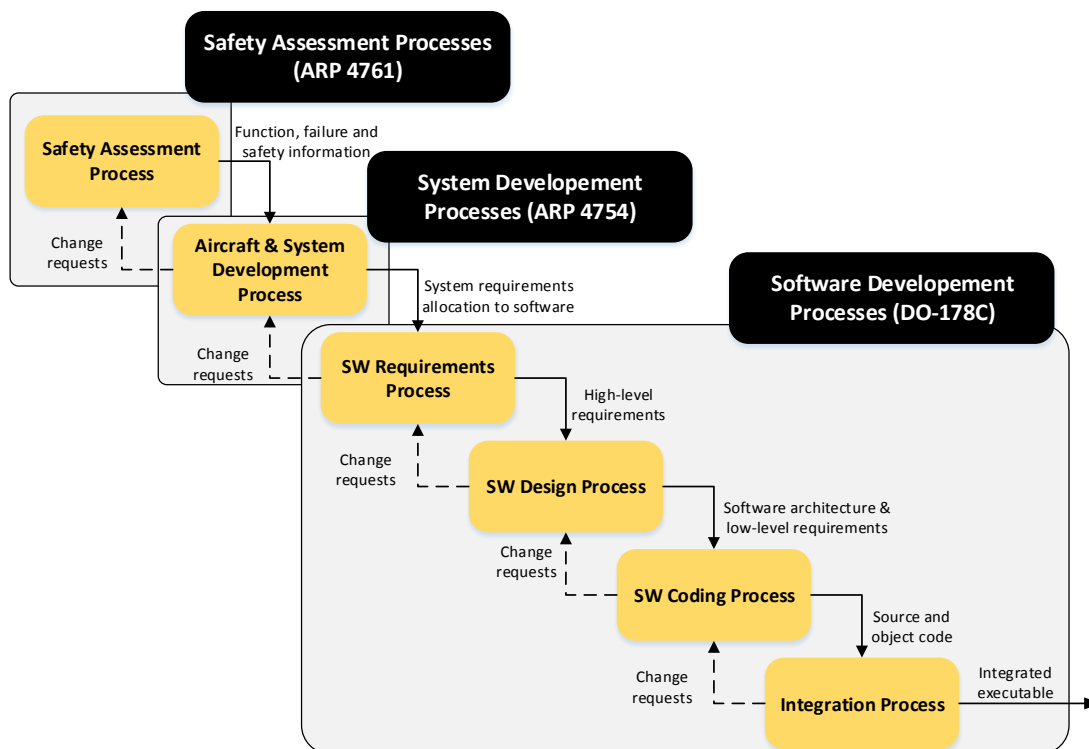 Safety Assessment Processes
(ARP 4761)
Safety Assessment
Process
Function, failure and
safety information
System Developement
Processes (ARP 4754)
Change
requests
Aircraft & System
Development
Process
System requirements
allocation to software
Software Developement
Processes (DO-178C)
Change
requests
SW Requirements
Process
High-level
requirements
Change
requests
SW Design Process
Software architecture &
low-level requirements
Change
requests
SW Coding Process
Source and
object code
Change
requests
Integration Process
Integrated
executable